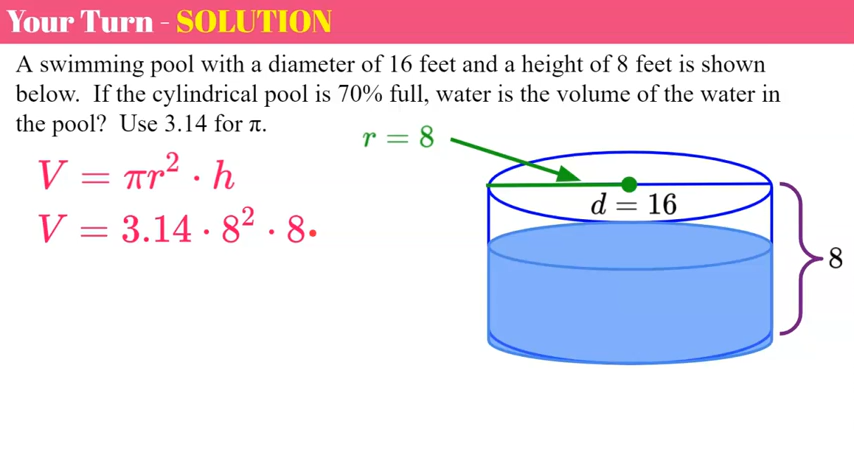 Your Turn - SOLUTION
A swimming pool with a diameter of 16 feet and a height of 8 feet is shown
below. If the cylindrical pool is 70% full, water is the volume of the water in
the pool? Use 3.14 for π.
r = 8
V = πr² · h
d = 16
V = 3.14 · 8² · 8·
8